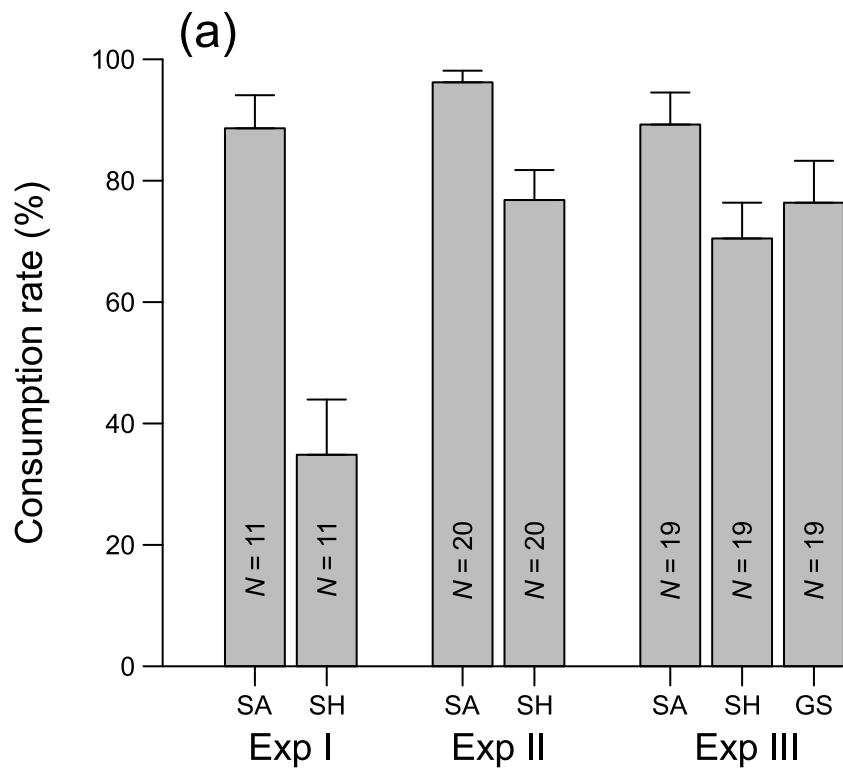 (a)
Consumption rate (%)
100
80
60
40
20
0
N = 11
N = 11
N = 20
N = 20
N = 19
N = 19
N = 19
SA SH SA SH SA SH GS
Exp I Exp II Exp III